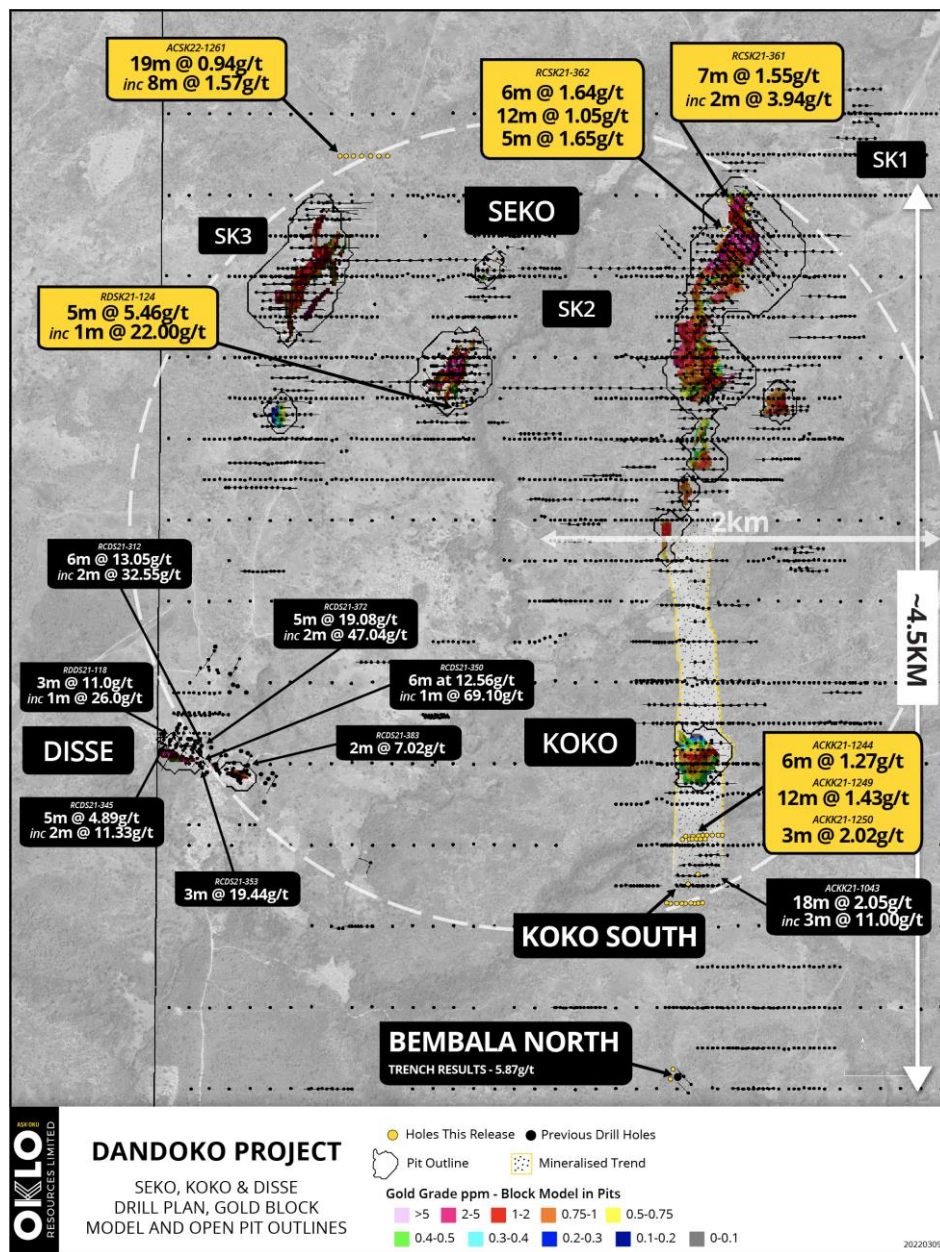 ACSK22-1261
19m @ 0.94g/t
inc 8m @ 1.57g/t
RCSK21-362
6m @ 1.64g/t
12m @ 1.05g/t
5m @ 1.65g/t
RCSK21-361
7m @ 1.55g/t
inc 2m @ 3.94g/t
SK1
SEKO
SK3
SK2
RDSK21-124
5m @ 5.46g/t
inc 1m @ 22.00g/t
2km
~4.5KM
RCDS21-312
6m @ 13.05g/t
inc 2m @ 32.55g/t
RCDS21-372
5m @ 19.08g/t
inc 2m @ 47.04g/t
RDDS21-118
3m @ 11.0g/t
inc 1m @ 26.0g/t
RCDS21-350
6m at 12.56g/t
inc 1m @ 69.10g/t
RCDS21-383
2m @ 7.02g/t
DISSE
KOKO
RCDS21-345
5m @ 4.89g/t
inc 2m @ 11.33g/t
RCDS21-353
3m @ 19.44g/t
ACKK21-1244
6m @ 1.27g/t
ACKK21-1249
12m @ 1.43g/t
ACKK21-1250
3m @ 2.02g/t
ACKK21-1043
18m @ 2.05g/t
inc 3m @ 11.00g/t
KOKO SOUTH
BEMBALA NORTH
TRENCH RESULTS - 5.87g/t
ASX OKU
OKLO
RESOURCES LIMITED
DANDOKO PROJECT
SEKO, KOKO & DISSE
DRILL PLAN, GOLD BLOCK
MODEL AND OPEN PIT OUTLINES
Holes This Release
Previous Drill Holes
Pit Outline
Mineralised Trend
Gold Grade ppm - Block Model in Pits
>5 2-5 1-2 0.75-1 0.5-0.75
0.4-0.5 0.3-0.4 0.2-0.3 0.1-0.2 0-0.1
20220309